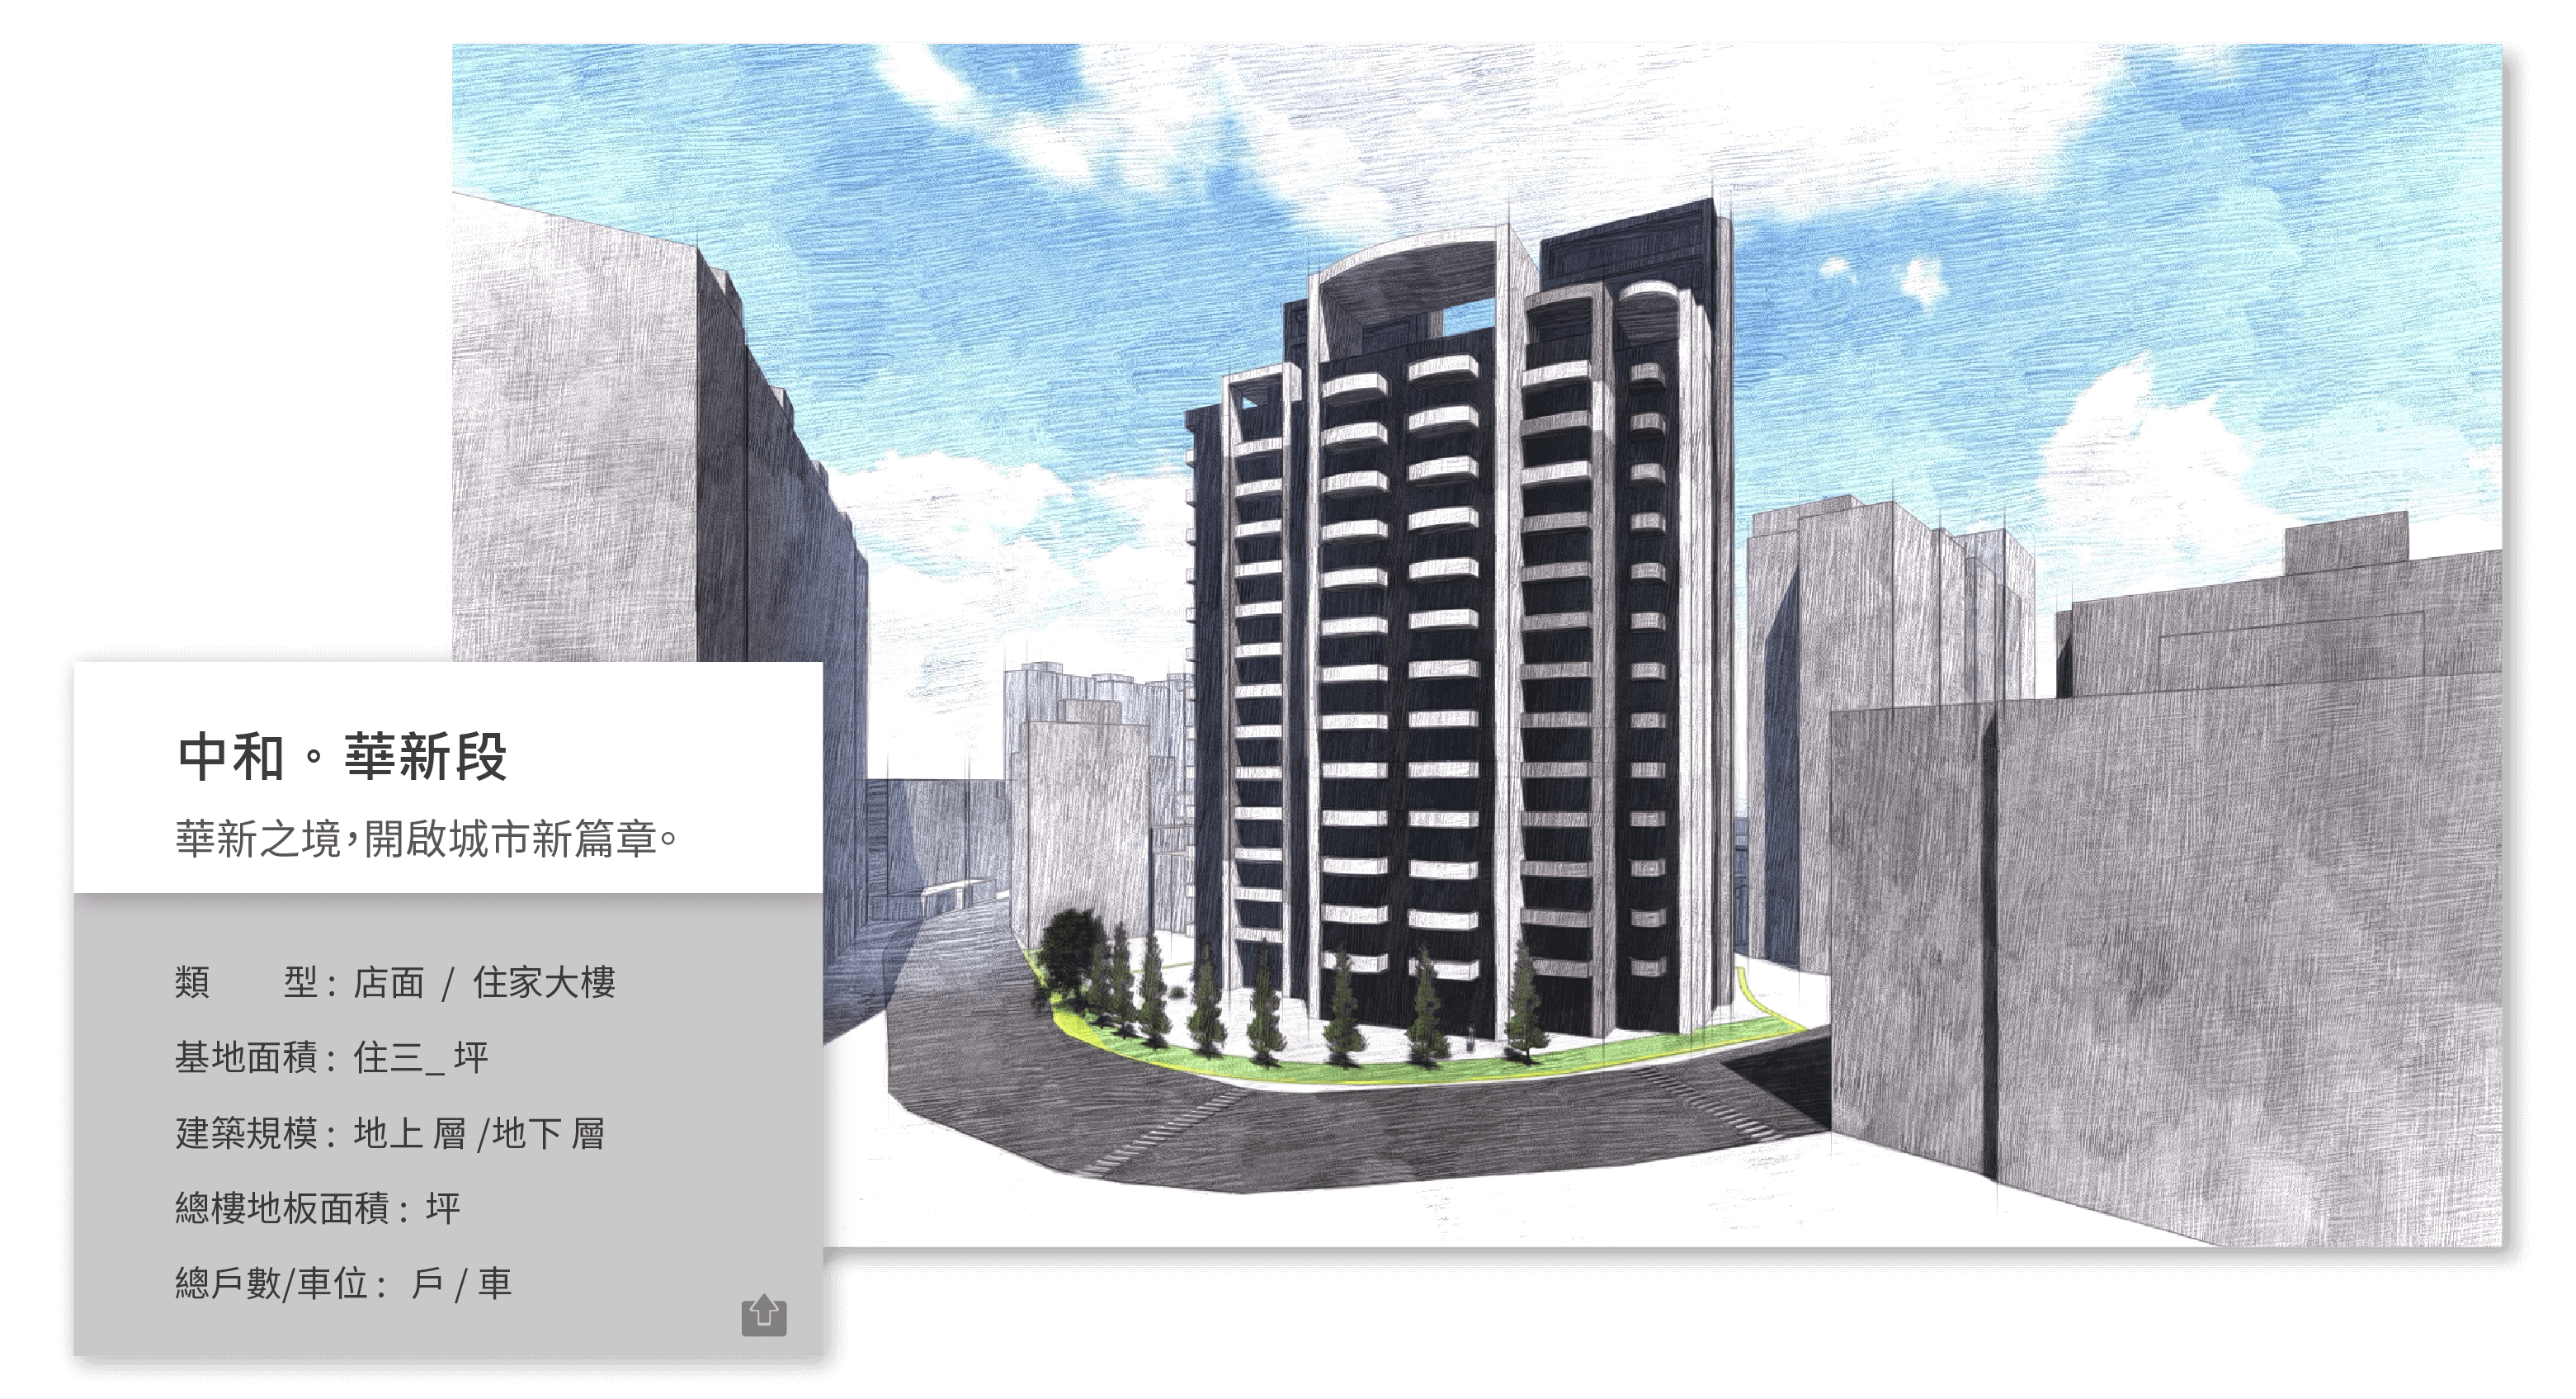 中和。華新段
華新之境,開啟城市新篇章。
類　　型 : 店面 / 住家大樓
基地面積 : 住三_ 坪
建築規模 : 地上 層 /地下 層
總樓地板面積 : 坪
總戶數/車位 : 戶 / 車